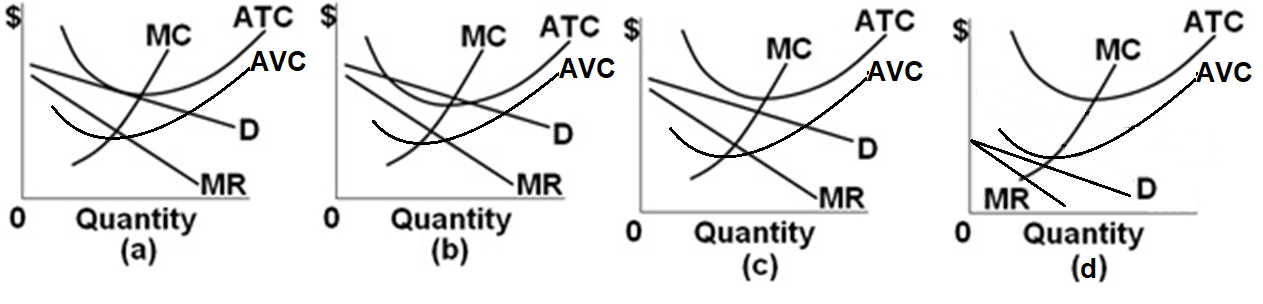 $ MC ATC AVC D MR 0 Quantity (a)
$ MC ATC AVC D MR 0 Quantity (b)
$ MC ATC AVC D MR 0 Quantity (c)
$ MC ATC AVC D MR 0 Quantity (d)